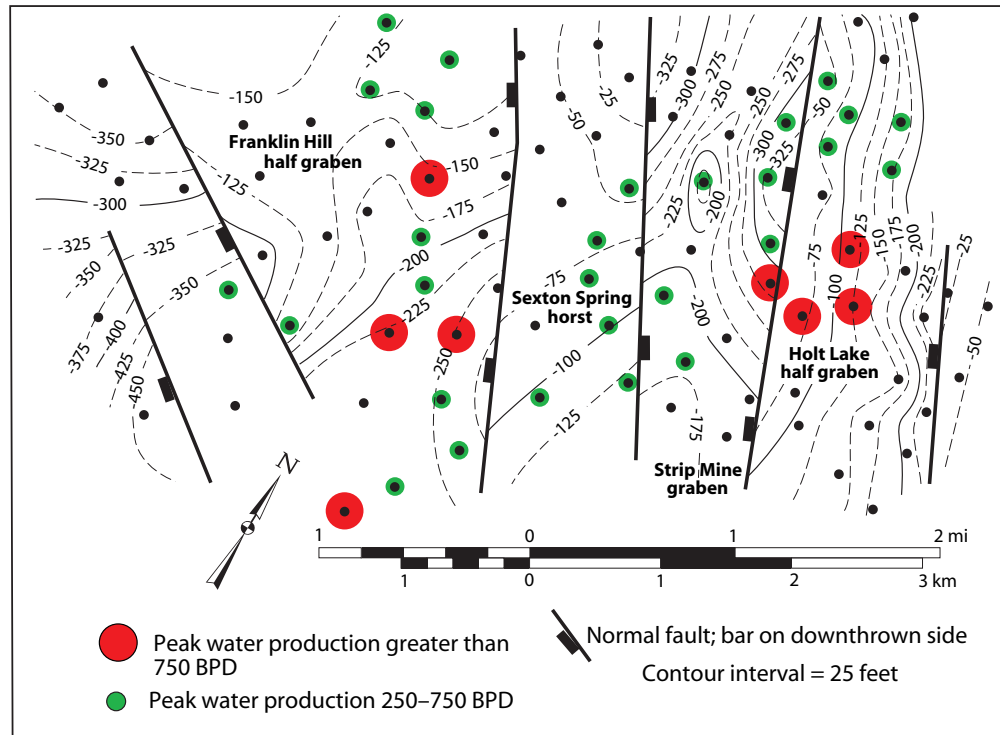 -125
-150
-325
-25
-275
-275
-350
-50
300
-250
-250
-50
Franklin Hill
half graben
-150
-300
-325
-325
-125
-175
-200
-300
225
-125
-150
-175
-200
-25
-325
-325
-200
-75
-75
-350
-350
-225
Sexton Spring
horst
-100
-225
-200
-50
-400
-375
-425
-450
-250
-100
Holt Lake
half graben
-125
-175
Strip Mine
graben
N
1 0 1 2 mi
1 0 1 2 3 km
Peak water production greater than
750 BPD
Peak water production 250–750 BPD
Normal fault; bar on downthrown side
Contour interval = 25 feet